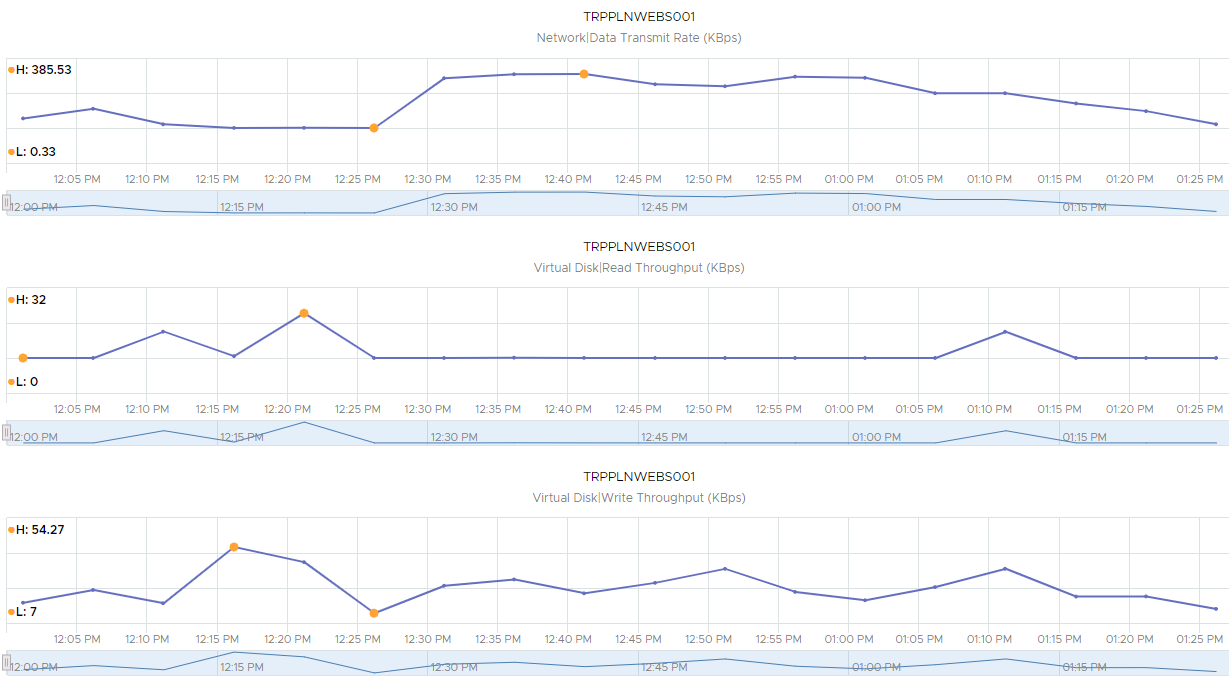 TRPPLNWEBS001
Network|Data Transmit Rate (KBps)
H: 385.53
L: 0.33
12:05 PM 12:10 PM 12:15 PM 12:20 PM 12:25 PM 12:30 PM 12:35 PM 12:40 PM 12:45 PM 12:50 PM 12:55 PM 01:00 PM 01:05 PM 01:10 PM 01:15 PM 01:20 PM 01:25 PM
12:00 PM 12:15 PM 12:30 PM 12:45 PM 01:00 PM 01:15 PM
TRPPLNWEBS001
Virtual Disk|Read Throughput (KBps)
H: 32
L: 0
12:05 PM 12:10 PM 12:15 PM 12:20 PM 12:25 PM 12:30 PM 12:35 PM 12:40 PM 12:45 PM 12:50 PM 12:55 PM 01:00 PM 01:05 PM 01:10 PM 01:15 PM 01:20 PM 01:25 PM
12:00 PM 12:15 PM 12:30 PM 12:45 PM 01:00 PM 01:15 PM
TRPPLNWEBS001
Virtual Disk|Write Throughput (KBps)
H: 54.27
L: 7
12:05 PM 12:10 PM 12:15 PM 12:20 PM 12:25 PM 12:30 PM 12:35 PM 12:40 PM 12:45 PM 12:50 PM 12:55 PM 01:00 PM 01:05 PM 01:10 PM 01:15 PM 01:20 PM 01:25 PM
12:00 PM 12:15 PM 12:30 PM 12:45 PM 01:00 PM 01:15 PM